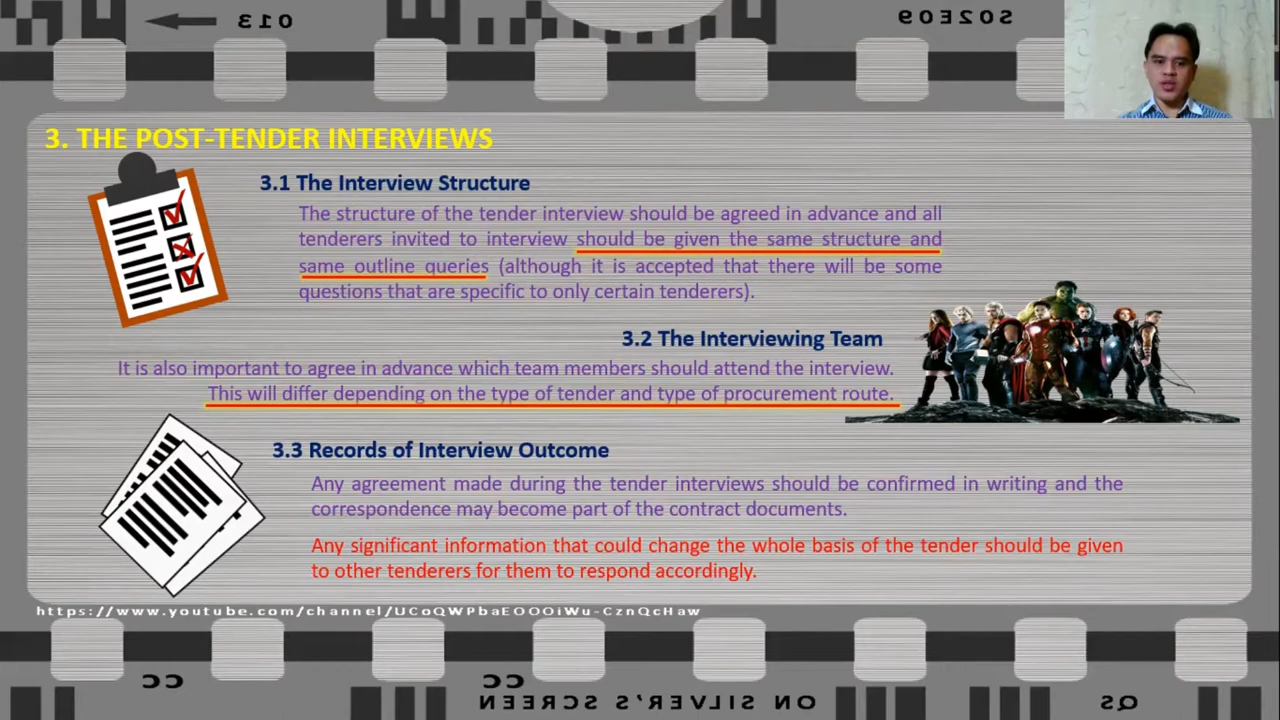 013
S02E09
3. THE POST-TENDER INTERVIEWS
3.1 The Interview Structure
The structure of the tender interview should be agreed in advance and all
tenderers invited to interview should be given the same structure and
same outline queries (although it is accepted that there will be some
questions that are specific to only certain tenderers).
3.2 The Interviewing Team
It is also important to agree in advance which team members should attend the interview.
This will differ depending on the type of tender and type of procurement route.
3.3 Records of Interview Outcome
Any agreement made during the tender interviews should be confirmed in writing and the
correspondence may become part of the contract documents.
Any significant information that could change the whole basis of the tender should be given
to other tenderers for them to respond accordingly.
https://www.youtube.com/channel/UCoQWPbaEOOOiWu-CznQcHaw
CC
CC
QS
ON SILVER'S SCREEN